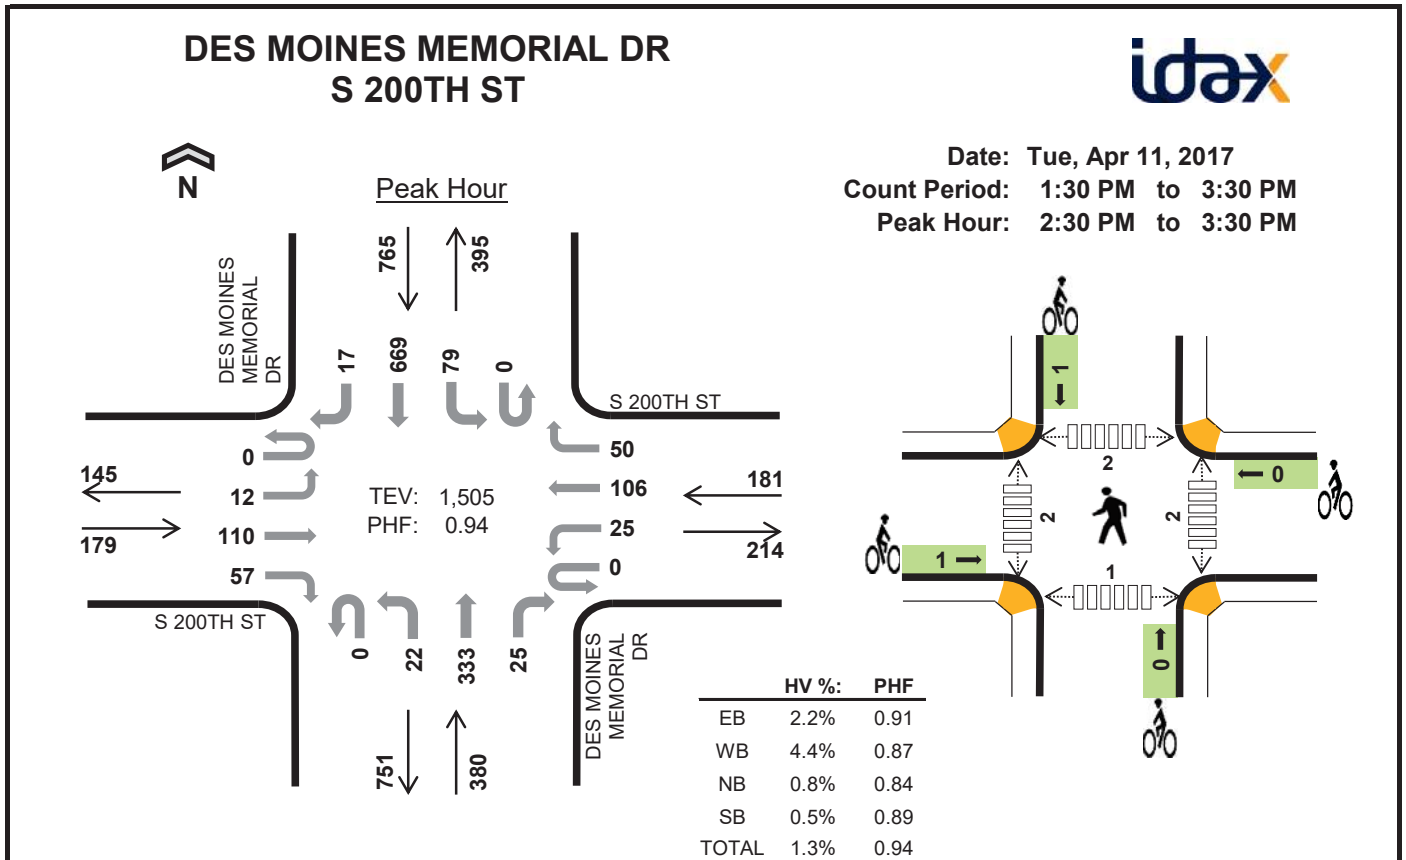 DES MOINES MEMORIAL DR
S 200TH ST
idax
Date: Tue, Apr 11, 2017
Count Period: 1:30 PM to 3:30 PM
Peak Hour: 2:30 PM to 3:30 PM
N
Peak Hour
DES MOINES
MEMORIAL
DR
765
395
17
669
79
0
S 200TH ST
0
12
110
57
145
179
TEV: 1,505
PHF: 0.94
50
106
25
0
181
214
S 200TH ST
0
22
333
25
DES MOINES
MEMORIAL
DR
751
380
HV %: PHF
EB 2.2% 0.91
WB 4.4% 0.87
NB 0.8% 0.84
SB 0.5% 0.89
TOTAL 1.3% 0.94
1
2
0
2
2
1
1
0